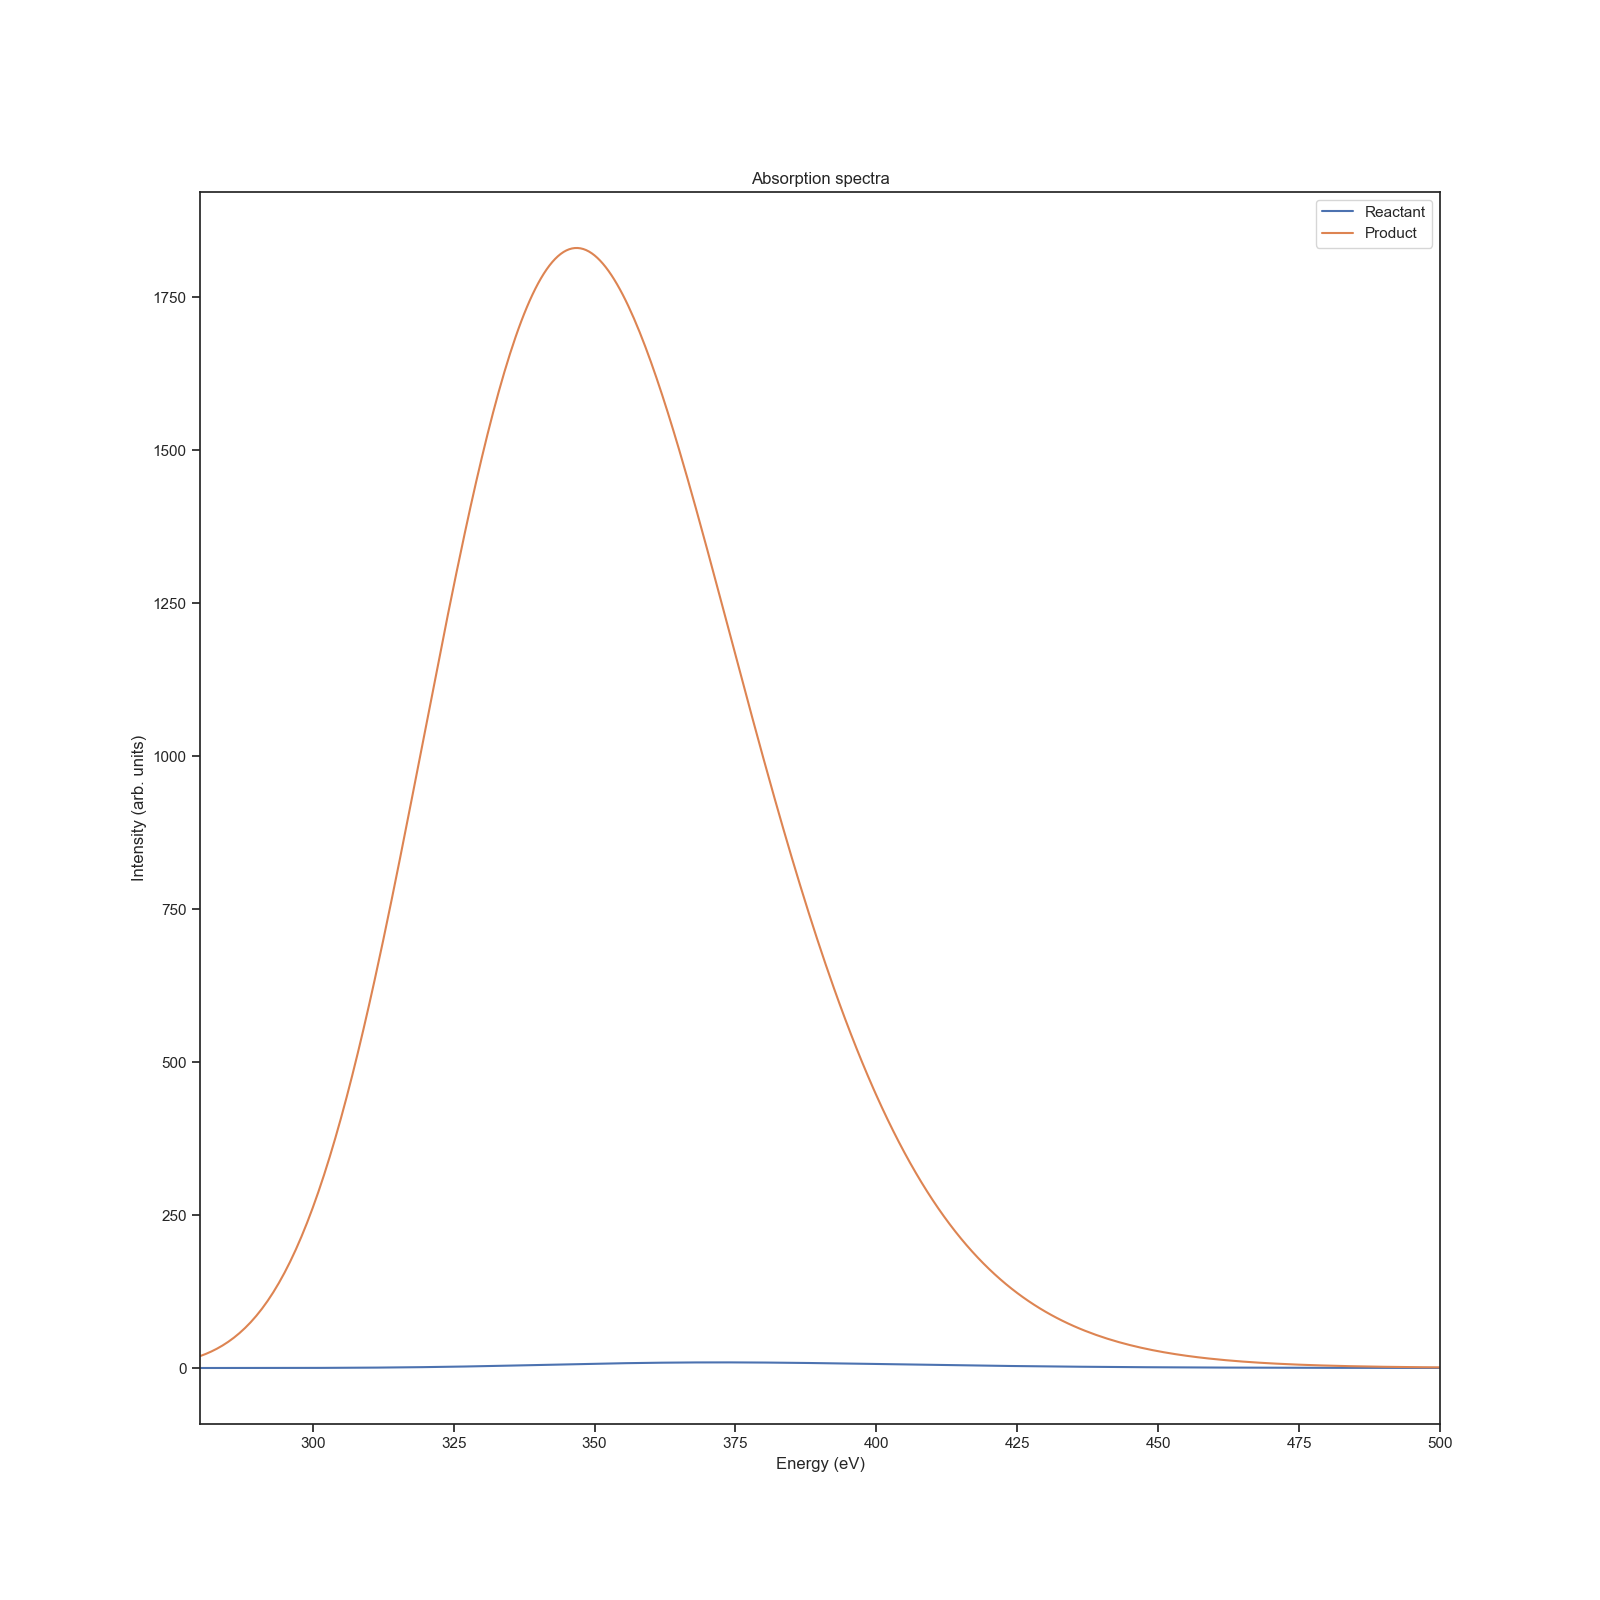 Absorption spectra
Reactant
Product
1750
1500
1250
1000
750
500
250
0
Intensity (arb. units)
300 325 350 375 400 425 450 475 500
Energy (eV)